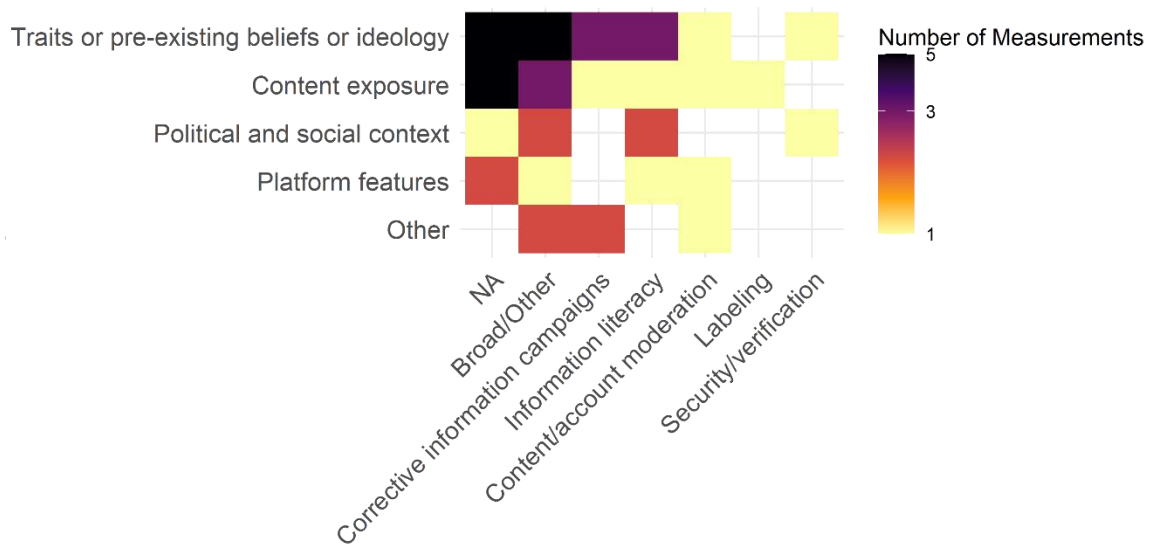 Traits or pre-existing beliefs or ideology
Content exposure
Political and social context
Platform features
Other
NA
Broad/Other
Corrective information campaigns
Information literacy
Content/account moderation
Labeling
Security/verification
Number of Measurements
5
3
1